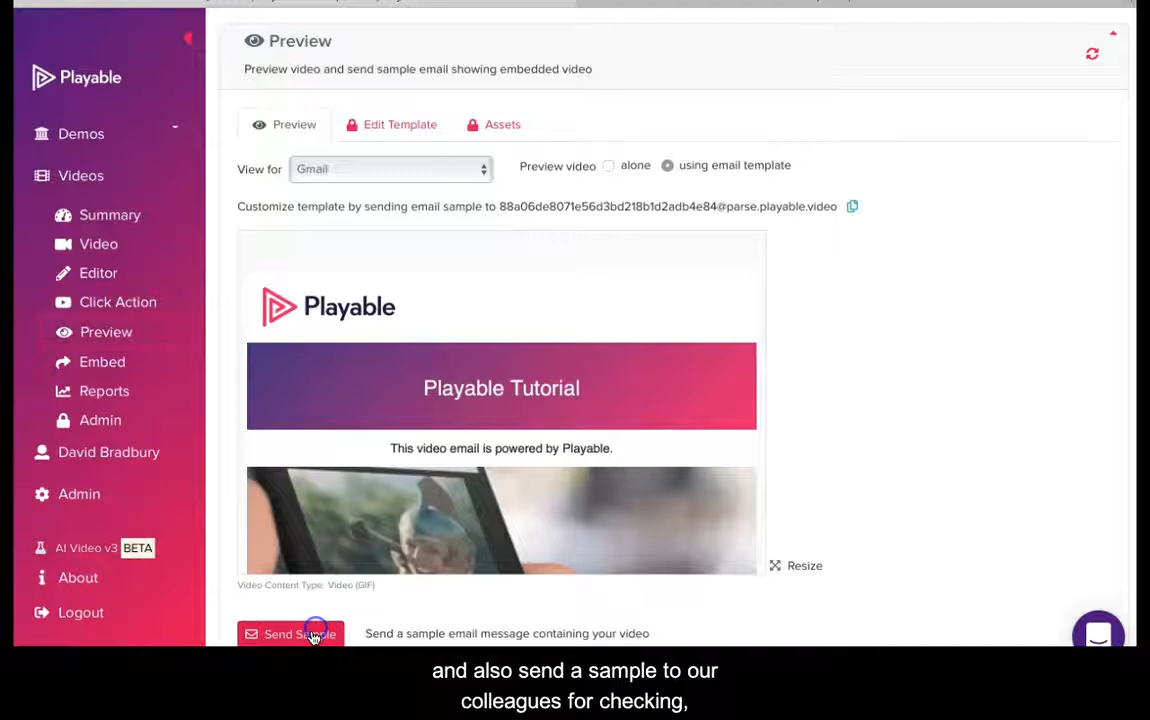 Playable
Demos
Videos
Summary
Video
Editor
Click Action
Preview
Embed
Reports
Admin
David Bradbury
Admin
AI Video v3 BETA
About
Logout
Preview
Preview video and send sample email showing embedded video
Preview
Edit Template
Assets
View for
Gmail
Preview video
alone
using email template
Customize template by sending email sample to 88a06de8071e56d3bd218b1d2adb4e84@parse.playable.video
Playable
Playable Tutorial
This video email is powered by Playable.
Resize
Video Content Type: Video (GIF)
Send Sample
Send a sample email message containing your video
and also send a sample to our
colleagues for checking,